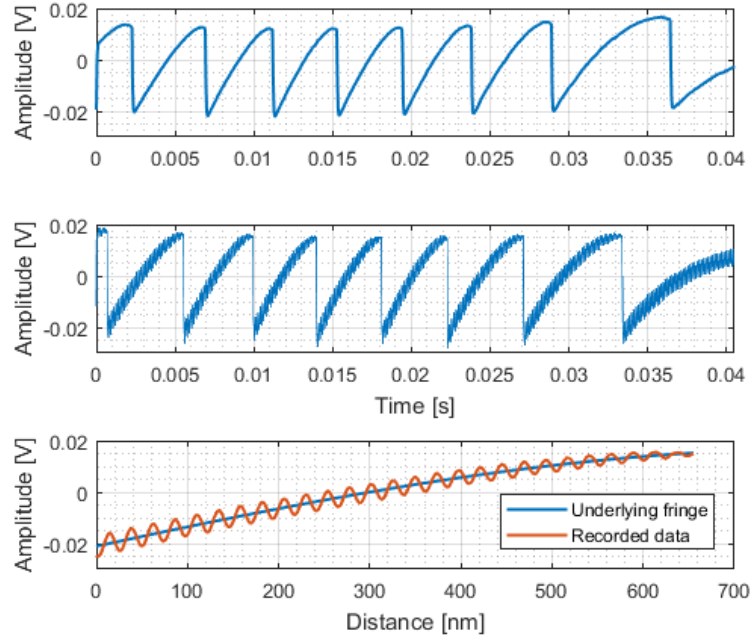 Amplitude [V]
0.02
0
-0.02
0 0.005 0.01 0.015 0.02 0.025 0.03 0.035 0.04
Amplitude [V]
0.02
0
-0.02
0 0.005 0.01 0.015 0.02 0.025 0.03 0.035 0.04
Time [s]
Amplitude [V]
0.02
0
-0.02
Underlying fringe
Recorded data
0 100 200 300 400 500 600 700
Distance [nm]